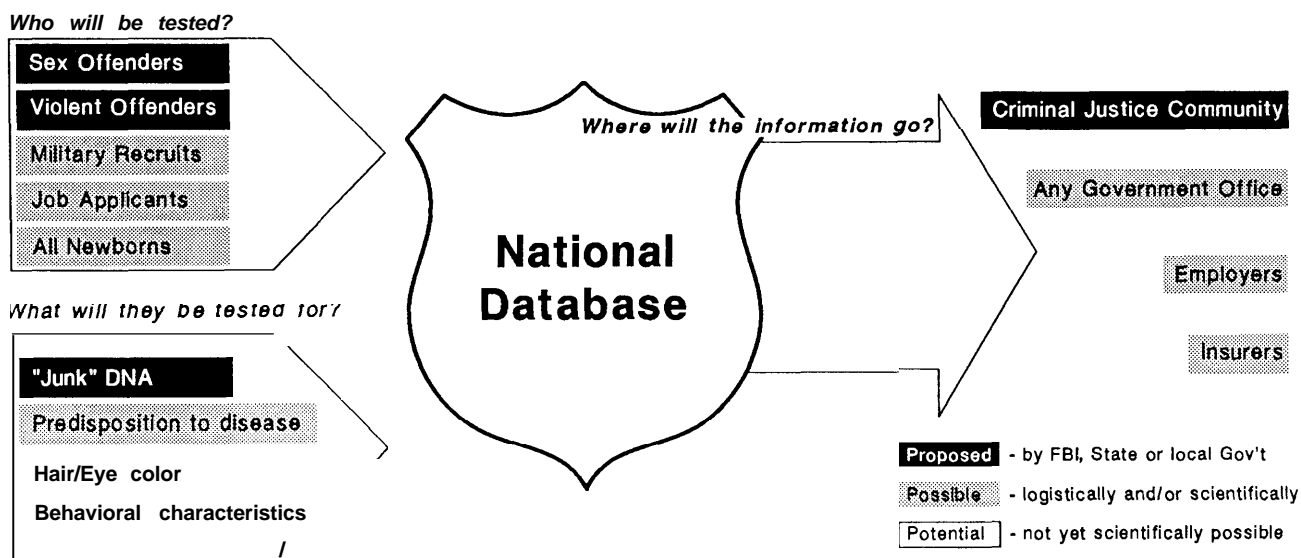 Who will be tested?
Sex Offenders
Violent Offenders
Military Recruits
Job Applicants
All Newborns
What will they be tested for?
"Junk" DNA
Predisposition to disease
Hair/Eye color
Behavioral characteristics
/
National
Database
Where will the information go?
Criminal Justice Community
Any Government Office
Employers
Insurers
Proposed - by FBI, State or local Gov't
Possible - logistically and/or scientifically
Potential - not yet scientifically possible